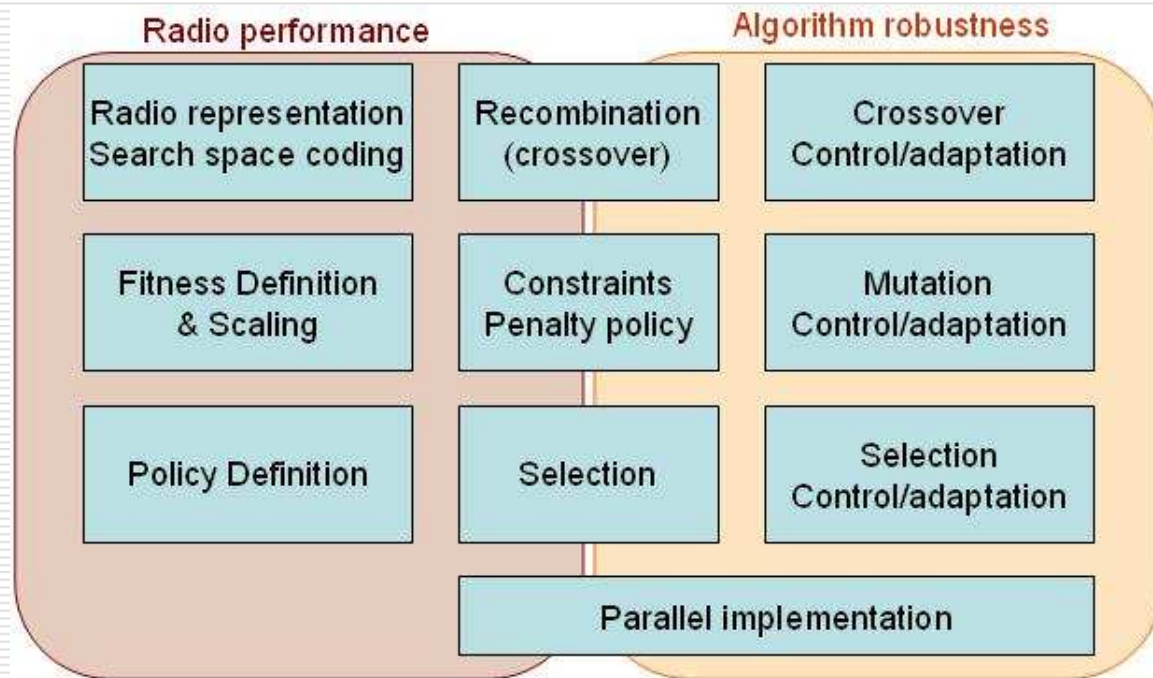 Radio performance
Algorithm robustness
Radio representation
Search space coding
Recombination
(crossover)
Crossover
Control/adaptation
Fitness Definition
& Scaling
Constraints
Penalty policy
Mutation
Control/adaptation
Policy Definition
Selection
Selection
Control/adaptation
Parallel implementation